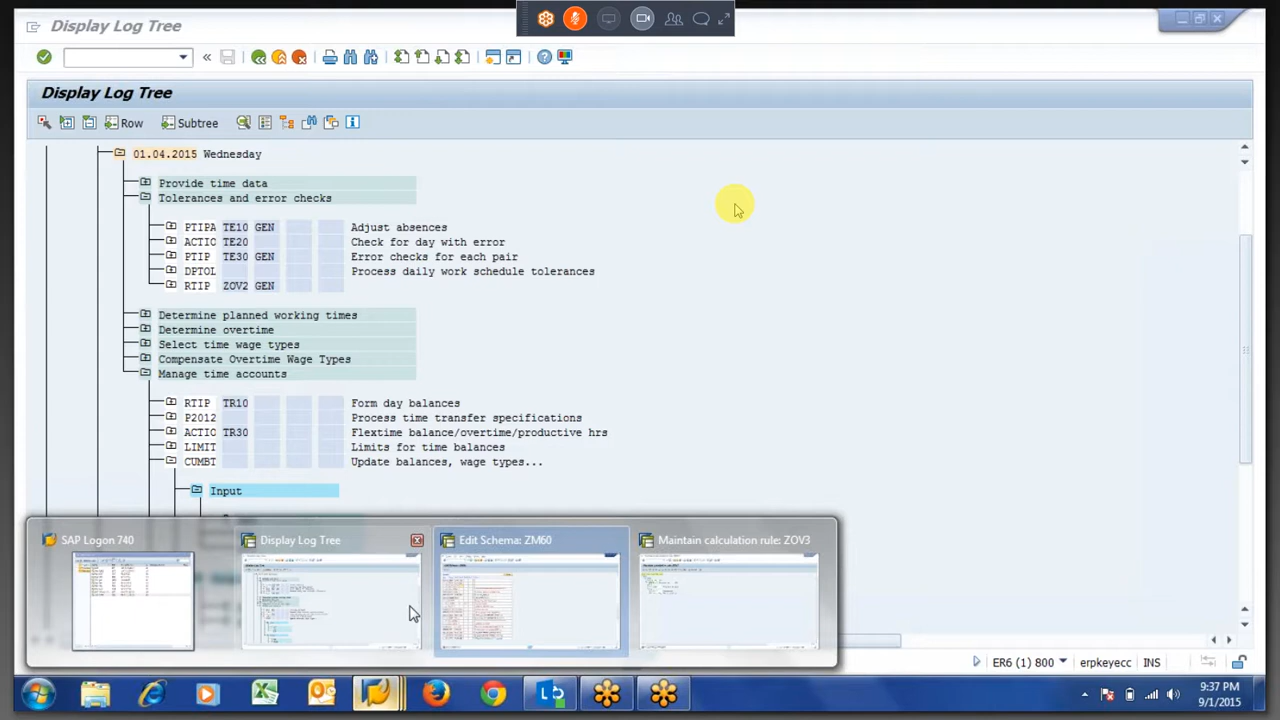 Display Log Tree
Display Log Tree
Row
Subtree
01.04.2015 Wednesday
Provide time data
Tolerances and error checks
PTIPA TE10 GEN Adjust absences
ACTIO TE20 Check for day with error
PTIP TE30 GEN Error checks for each pair
DPTOL Process daily work schedule tolerances
RTIP ZOV2 GEN
Determine planned working times
Determine overtime
Select time wage types
Compensate Overtime Wage Types
Manage time accounts
RTIP TR10 Form day balances
P2012 Process time transfer specifications
ACTIO TR30 Flextime balance/overtime/productive hrs
LIMIT Limits for time balances
CUMBT Update balances, wage types...
Input
SAP Logon 740
Display Log Tree
Edit Schema: ZM60
Maintain calculation rule: ZOV3
ER6 (1) 800
erpkeyecc
INS
9:37 PM
9/1/2015